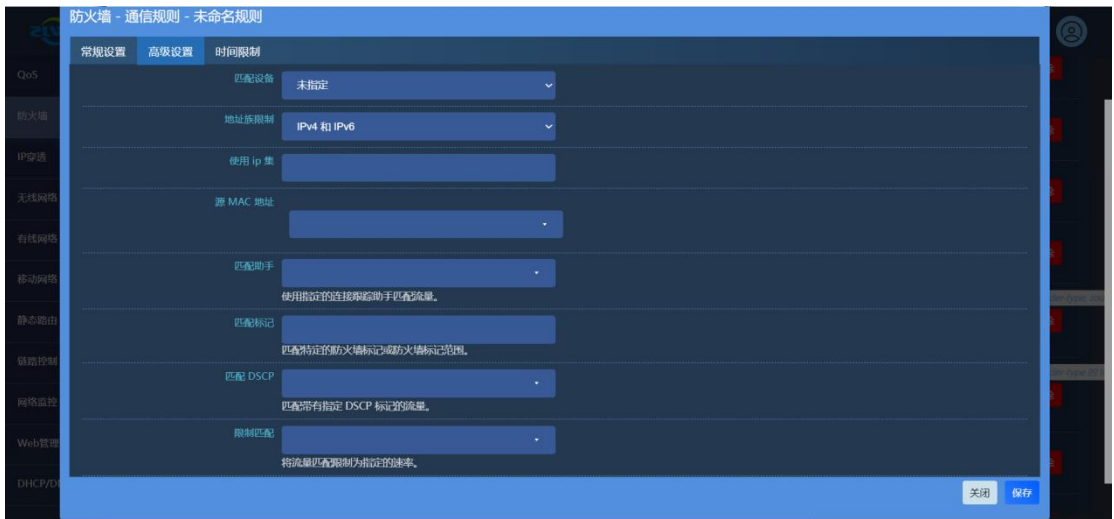 防火墙 - 通信规则 - 未命名规则
常规设置 高级设置 时间限制
QoS
防火墙
IP穿透
无线网络
有线网络
移动网络
静态路由
链路控制
网络监控
Web管理
匹配设备 未指定
地址族限制 IPv4 和 IPv6
使用 ip 集
源 MAC 地址
匹配助手
使用指定的连接跟踪助手匹配流量。
匹配标记
匹配特定的防火墙标记或防火墙标记范围。
匹配 DSCP
匹配带有指定 DSCP 标记的流量。
限制匹配
将流量匹配限制为指定的速率。
关闭 保存